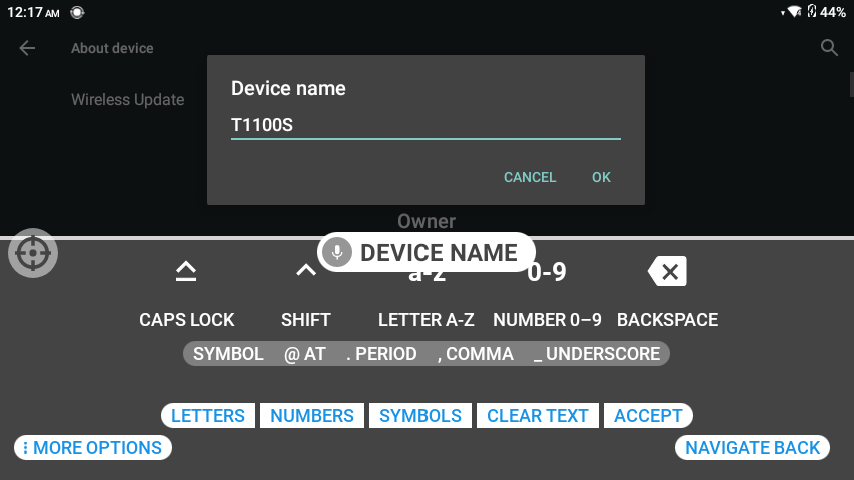 12:17 AM 44%
About device
Wireless Update
Device name
T1100S
CANCEL OK
Owner
DEVICE NAME
a-z 0-9
CAPS LOCK SHIFT LETTER A-Z NUMBER 0–9 BACKSPACE
SYMBOL @ AT . PERIOD , COMMA _ UNDERSCORE
LETTERS NUMBERS SYMBOLS CLEAR TEXT ACCEPT
MORE OPTIONS NAVIGATE BACK